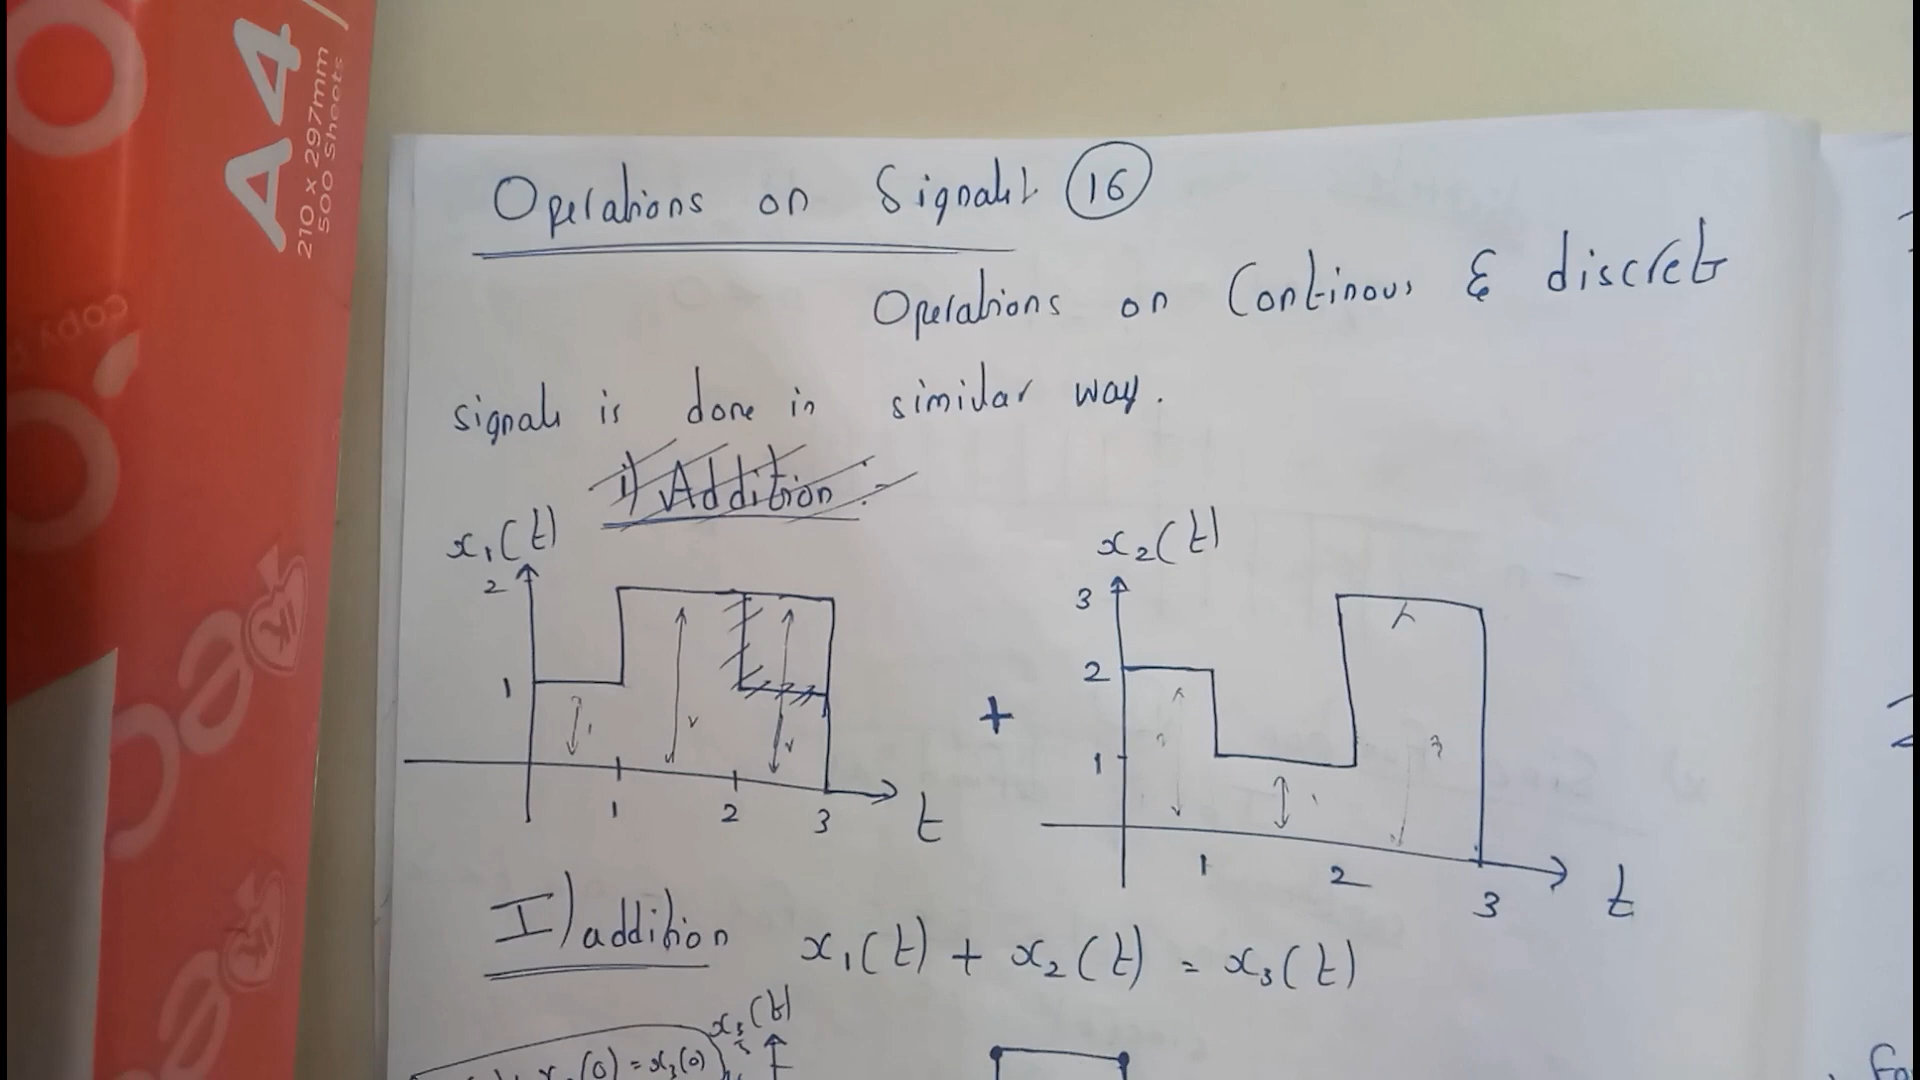 A4
210 x 297mm
500 Sheets
COPY
Operations on Signals 16
Operations on Continous & discret
signals is done in similar way.
i) Addition :-
x₁(t)
2
1
1 2 3 t
+
x₂(t)
3
2
1
1 2 3 t
I) addition x₁(t) + x₂(t) = x₃(t)
x₃(t)
(0) = x₃(0)